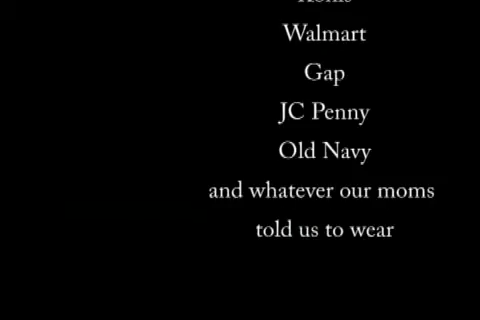 Walmart
Gap
JC Penny
Old Navy
and whatever our moms
told us to wear